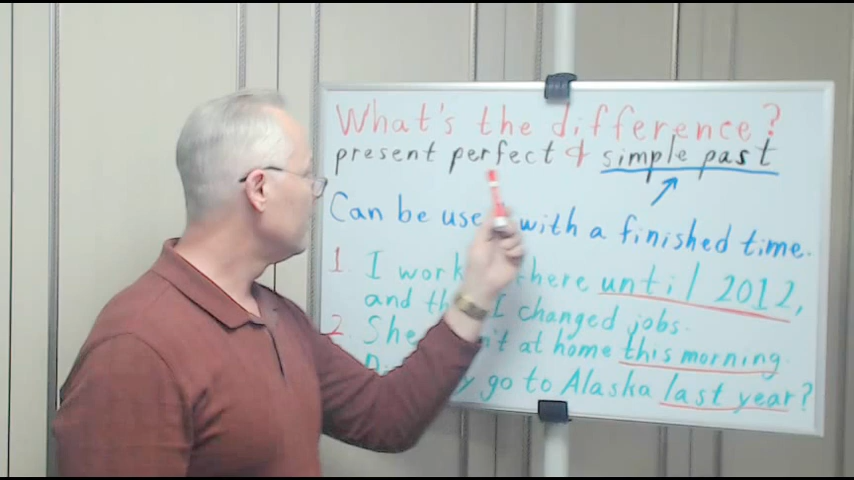 What's the difference?
present perfect & simple past
Can be use with a finished time.
1. I work there until 2012,
and th I changed jobs.
2. She n't at home this morning.
D y go to Alaska last year?